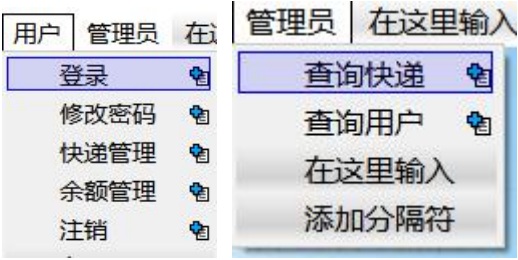 用户 管理员 在这
登录
修改密码
快递管理
余额管理
注销
管理员 在这里输入
查询快递
查询用户
在这里输入
添加分隔符